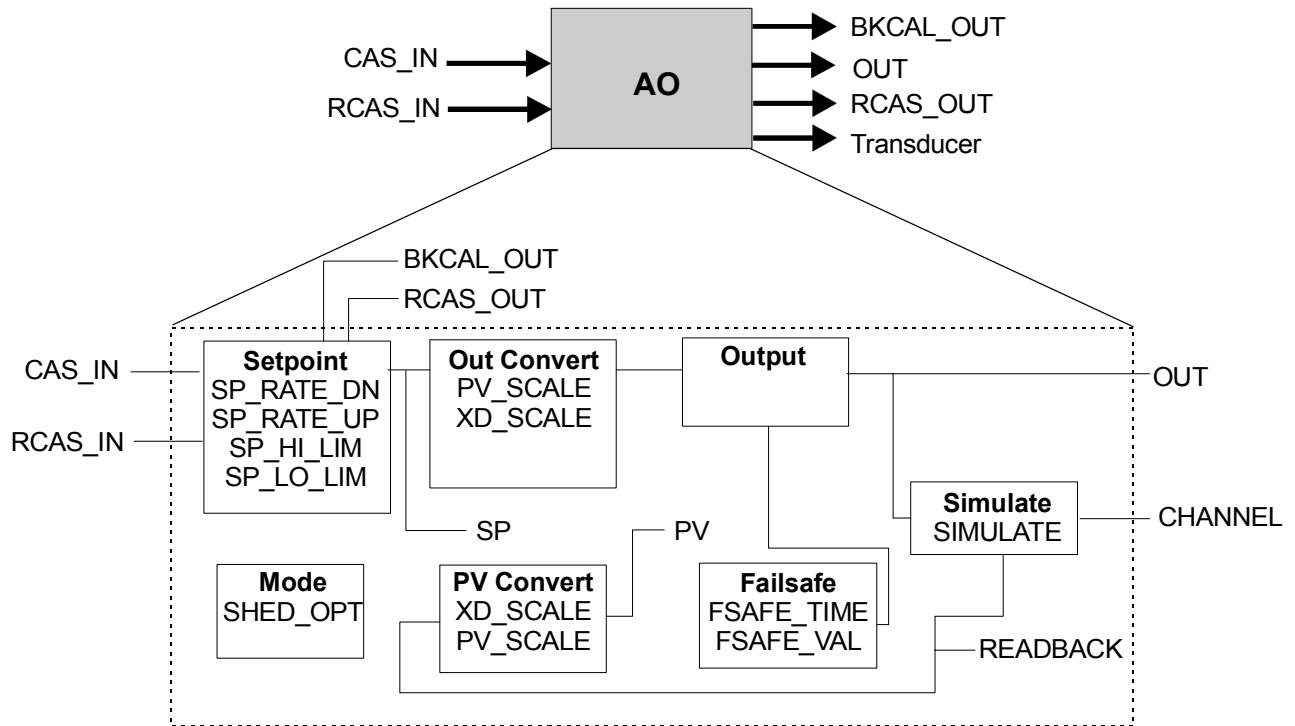 CAS_IN
RCAS_IN
AO
BKCAL_OUT
OUT
RCAS_OUT
Transducer
BKCAL_OUT
RCAS_OUT
CAS_IN
RCAS_IN
Setpoint
SP_RATE_DN
SP_RATE_UP
SP_HI_LIM
SP_LO_LIM
Out Convert
PV_SCALE
XD_SCALE
Output
OUT
SP
PV
Simulate
SIMULATE
CHANNEL
Mode
SHED_OPT
PV Convert
XD_SCALE
PV_SCALE
Failsafe
FSAFE_TIME
FSAFE_VAL
READBACK